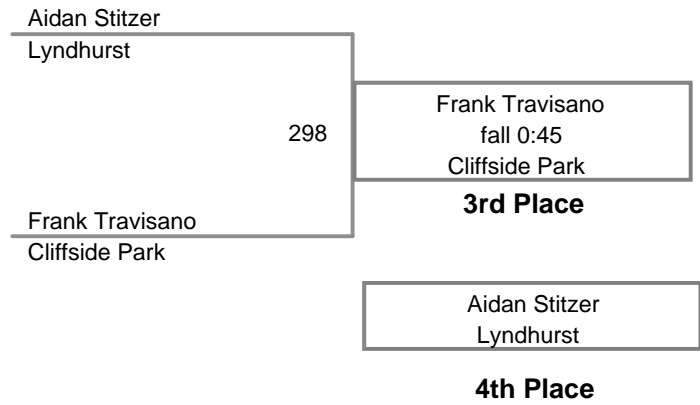 Aidan Stitzer
Lyndhurst
298
Frank Travisano
fall 0:45
Cliffside Park
3rd Place
Frank Travisano
Cliffside Park
Aidan Stitzer
Lyndhurst
4th Place